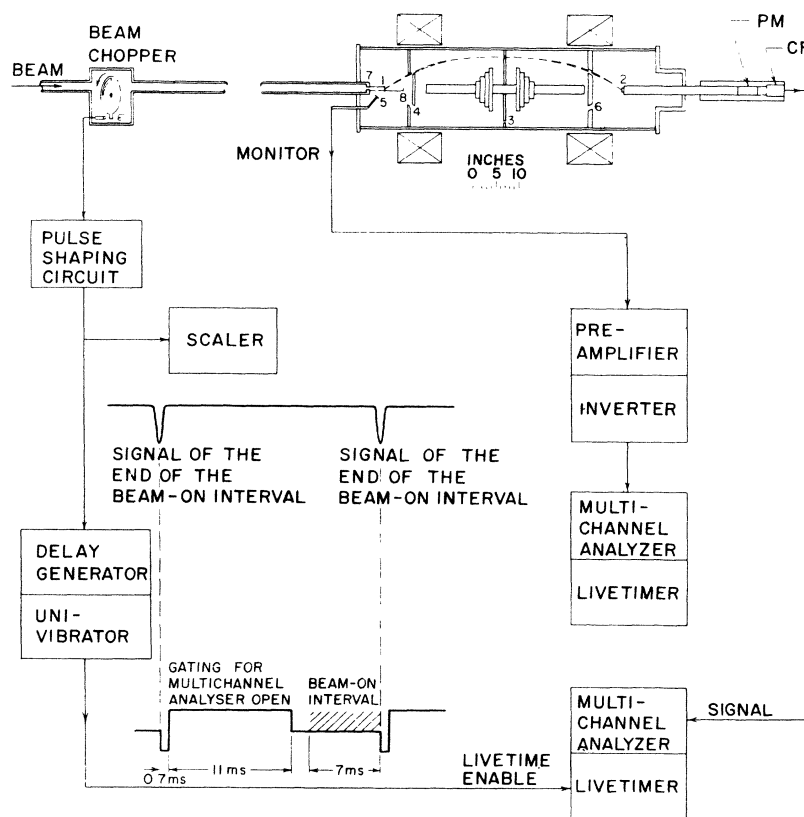 BEAM
CHOPPER
BEAM
PM
7
1
8
5
4
3
6
2
INCHES
0 5 10
MONITOR
PULSE
SHAPING
CIRCUIT
SCALER
PRE-
AMPLIFIER
INVERTER
SIGNAL OF THE
END OF THE
BEAM-ON INTERVAL
SIGNAL OF THE
END OF THE
BEAM-ON INTERVAL
MULTI-
CHANNEL
ANALYZER
LIVETIMER
DELAY
GENERATOR
UNI-
VIBRATOR
GATING FOR
MULTICHANNEL
ANALYSER OPEN
BEAM-ON
INTERVAL
0 7ms
11ms
7ms
LIVETIME
ENABLE
MULTI-
CHANNEL
ANALYZER
LIVETIMER
SIGNAL